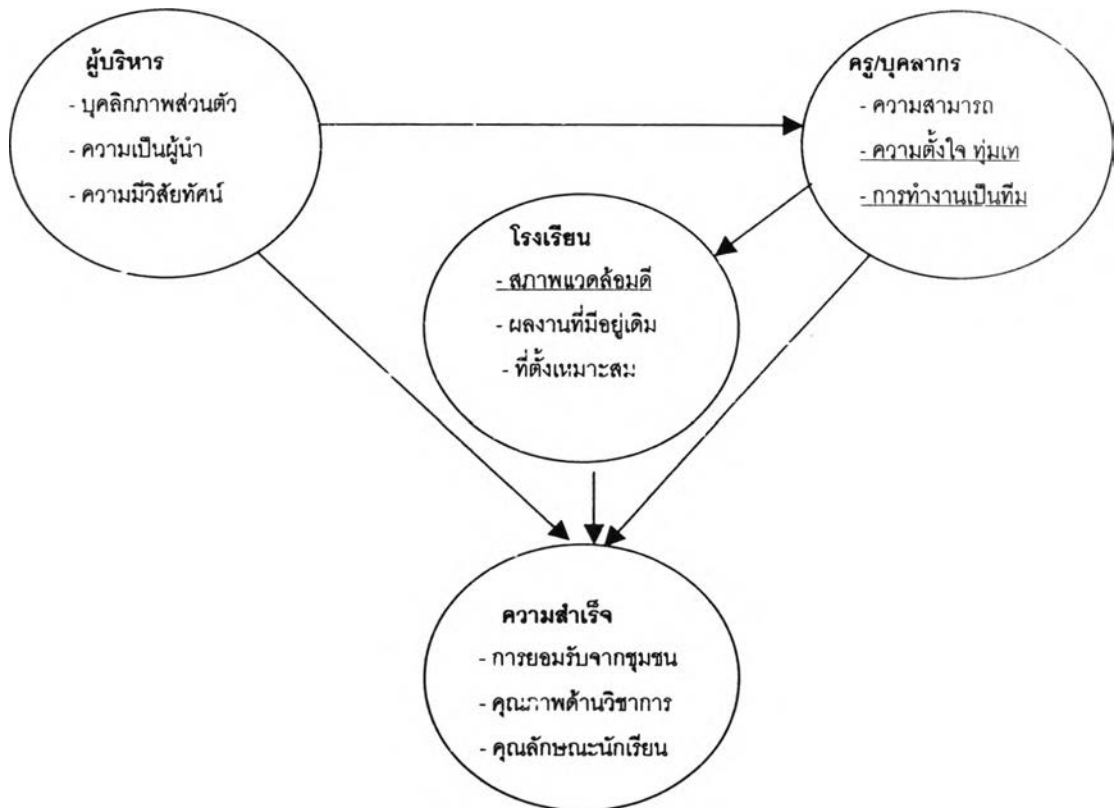 ผู้บริหาร
- บุคลิกภาพส่วนตัว
- ความเป็นผู้นำ
- ความมีวิสัยทัศน์
ครู/บุคลากร
- ความสามารถ
- ความตั้งใจ ทุ่มเท
- การทำงานเป็นทีม
โรงเรียน
- สภาพแวดล้อมดี
- ผลงานที่มีอยู่เดิม
- ที่ตั้งเหมาะสม
ความสำเร็จ
- การยอมรับจากชุมชน
- คุณภาพด้านวิชาการ
- คุณลักษณะนักเรียน